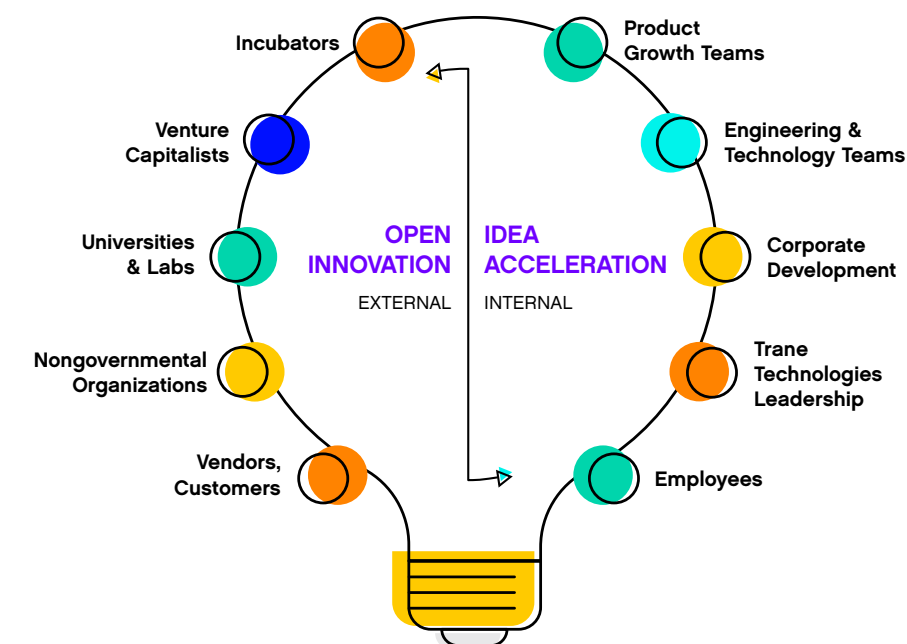 Incubators
Venture
Capitalists
Universities
& Labs
Nongovernmental
Organizations
Vendors,
Customers
OPEN
INNOVATION
EXTERNAL
IDEA
ACCELERATION
INTERNAL
Product
Growth Teams
Engineering &
Technology Teams
Corporate
Development
Trane
Technologies
Leadership
Employees